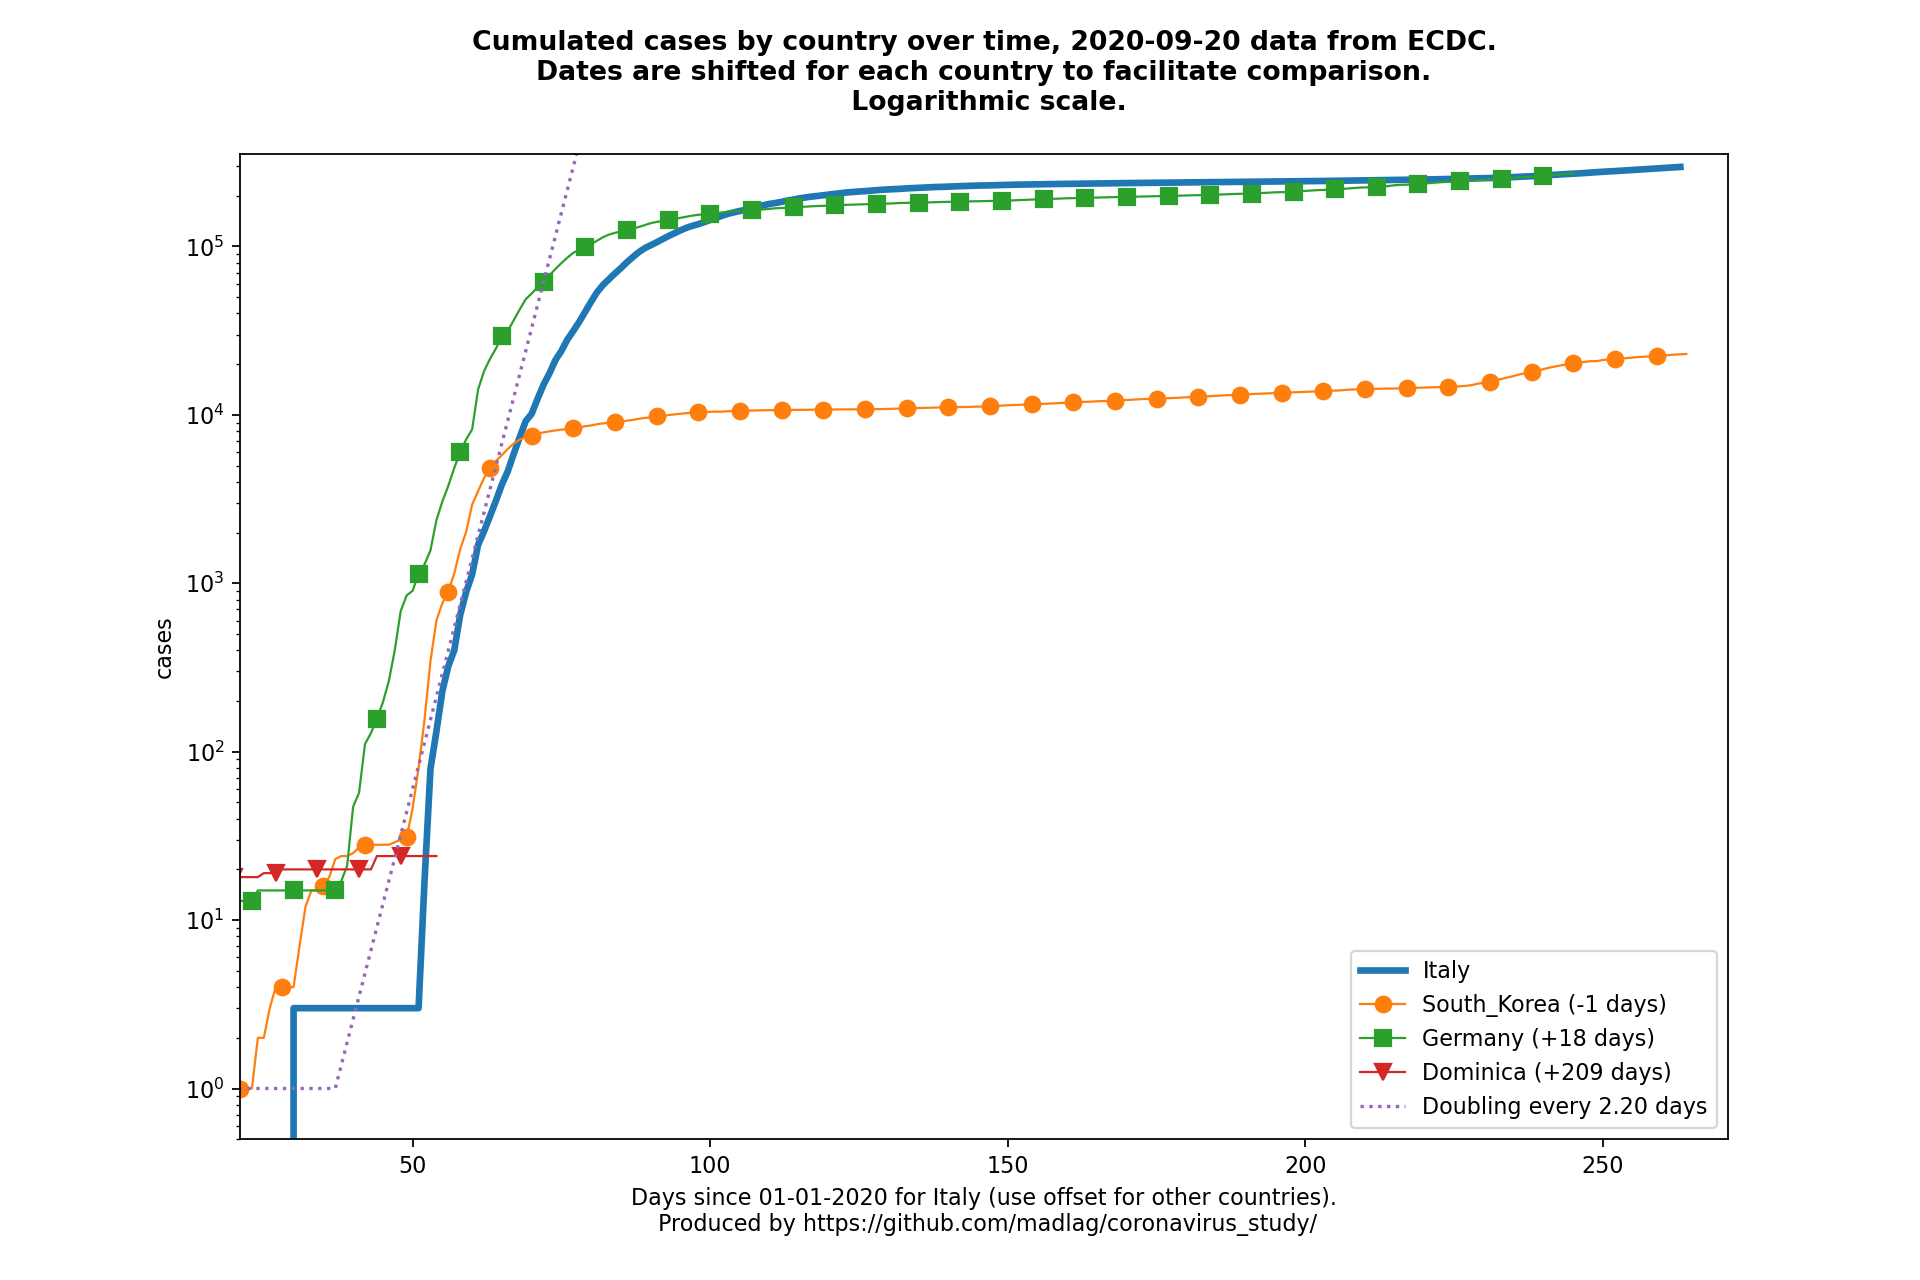 Cumulated cases by country over time, 2020-09-20 data from ECDC.
Dates are shifted for each country to facilitate comparison.
Logarithmic scale.
10^5
10^4
10^3
10^2
10^1
10^0
cases
Italy
South_Korea (-1 days)
Germany (+18 days)
Dominica (+209 days)
Doubling every 2.20 days
50 100 150 200 250
Days since 01-01-2020 for Italy (use offset for other countries).
Produced by https://github.com/madlag/coronavirus_study/